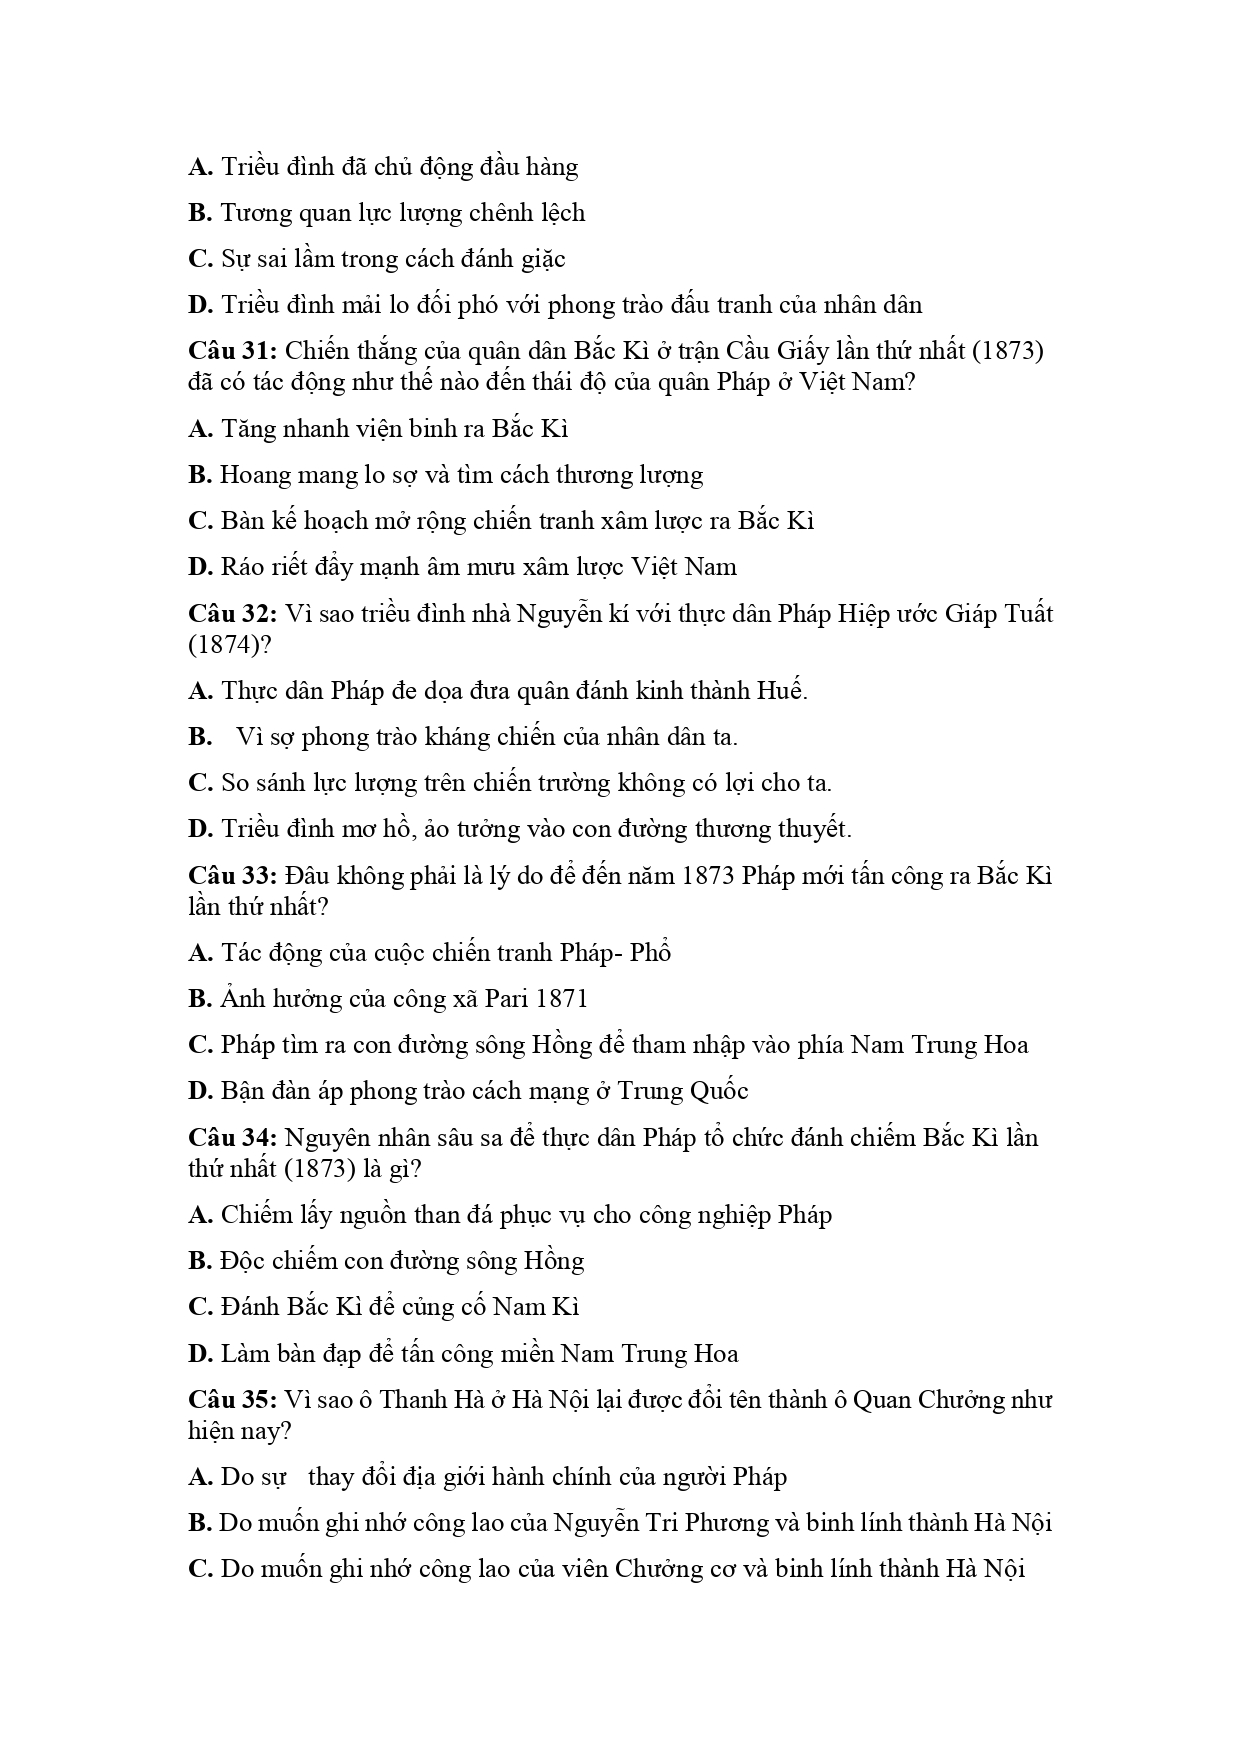 A. Triều đình đã chủ động đầu hàng
B. Tương quan lực lượng chênh lệch
C. Sự sai lầm trong cách đánh giặc
D. Triều đình mải lo đối phó với phong trào đấu tranh của nhân dân
Câu 31: Chiến thắng của quân dân Bắc Kì ở trận Cầu Giấy lần thứ nhất (1873)
đã có tác động như thế nào đến thái độ của quân Pháp ở Việt Nam?
A. Tăng nhanh viện binh ra Bắc Kì
B. Hoang mang lo sợ và tìm cách thương lượng
C. Bàn kế hoạch mở rộng chiến tranh xâm lược ra Bắc Kì
D. Ráo riết đẩy mạnh âm mưu xâm lược Việt Nam
Câu 32: Vì sao triều đình nhà Nguyễn kí với thực dân Pháp Hiệp ước Giáp Tuất
(1874)?
A. Thực dân Pháp đe dọa đưa quân đánh kinh thành Huế.
B. Vì sợ phong trào kháng chiến của nhân dân ta.
C. So sánh lực lượng trên chiến trường không có lợi cho ta.
D. Triều đình mơ hồ, ảo tưởng vào con đường thương thuyết.
Câu 33: Đâu không phải là lý do để đến năm 1873 Pháp mới tấn công ra Bắc Kì
lần thứ nhất?
A. Tác động của cuộc chiến tranh Pháp- Phổ
B. Ảnh hưởng của công xã Pari 1871
C. Pháp tìm ra con đường sông Hồng để tham nhập vào phía Nam Trung Hoa
D. Bận đàn áp phong trào cách mạng ở Trung Quốc
Câu 34: Nguyên nhân sâu sa để thực dân Pháp tổ chức đánh chiếm Bắc Kì lần
thứ nhất (1873) là gì?
A. Chiếm lấy nguồn than đá phục vụ cho công nghiệp Pháp
B. Độc chiếm con đường sông Hồng
C. Đánh Bắc Kì để củng cố Nam Kì
D. Làm bàn đạp để tấn công miền Nam Trung Hoa
Câu 35: Vì sao ô Thanh Hà ở Hà Nội lại được đổi tên thành ô Quan Chưởng như
hiện nay?
A. Do sự thay đổi địa giới hành chính của người Pháp
B. Do muốn ghi nhớ công lao của Nguyễn Tri Phương và binh lính thành Hà Nội
C. Do muốn ghi nhớ công lao của viên Chưởng cơ và binh lính thành Hà Nội